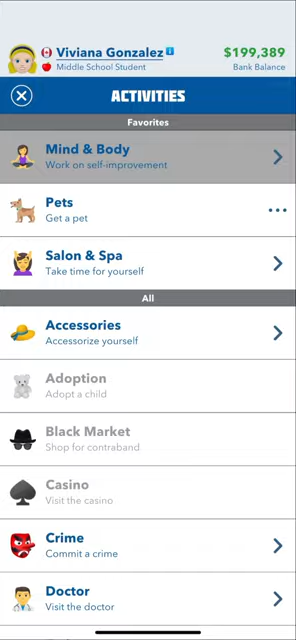 Viviana Gonzalez i
$199,389
Middle School Student
Bank Balance
ACTIVITIES
Favorites
Mind & Body
Work on self-improvement
Pets
Get a pet
Salon & Spa
Take time for yourself
All
Accessories
Accessorize yourself
Adoption
Adopt a child
Black Market
Shop for contraband
Casino
Visit the casino
Crime
Commit a crime
Doctor
Visit the doctor